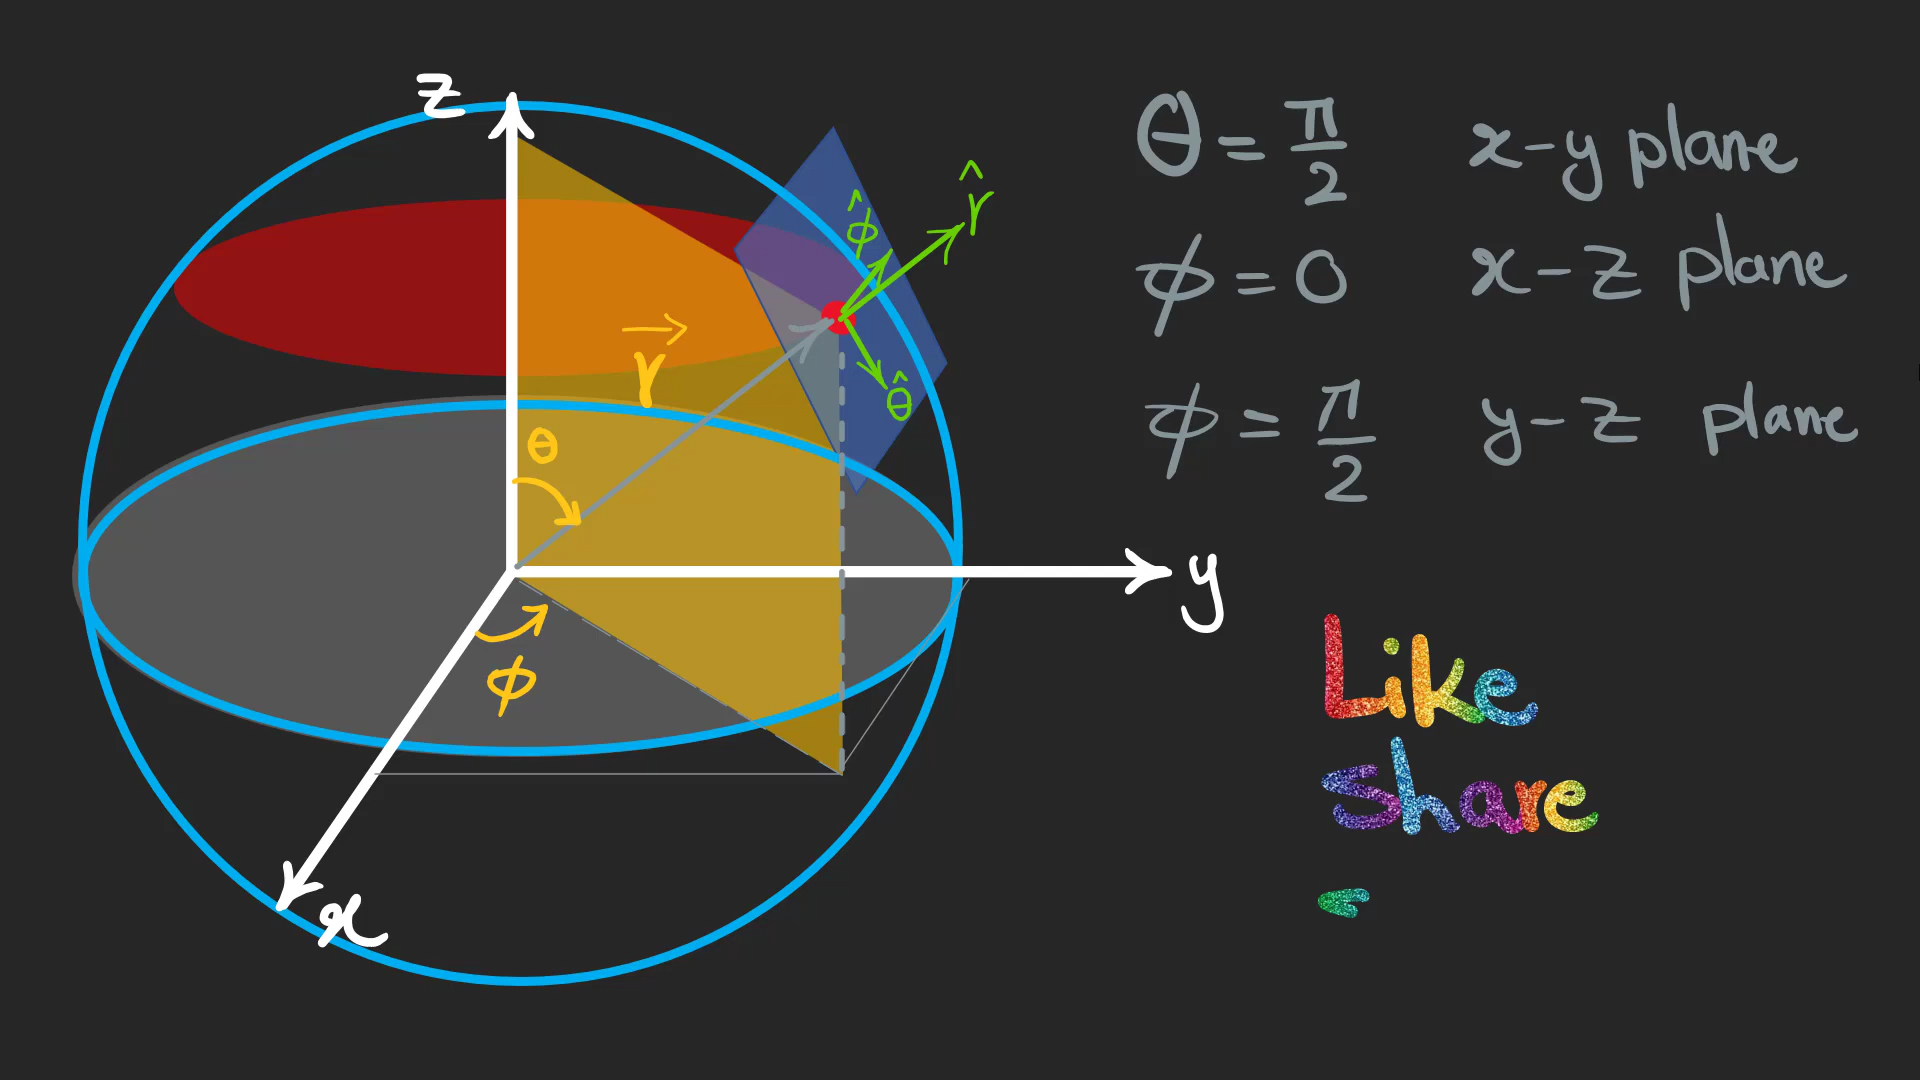 z
r̂
ϕ̂
r⃗
θ̂
θ
y
ϕ
x
θ = π/2 x-y plane
ϕ = 0 x-z plane
ϕ = π/2 y-z plane
Like
Share